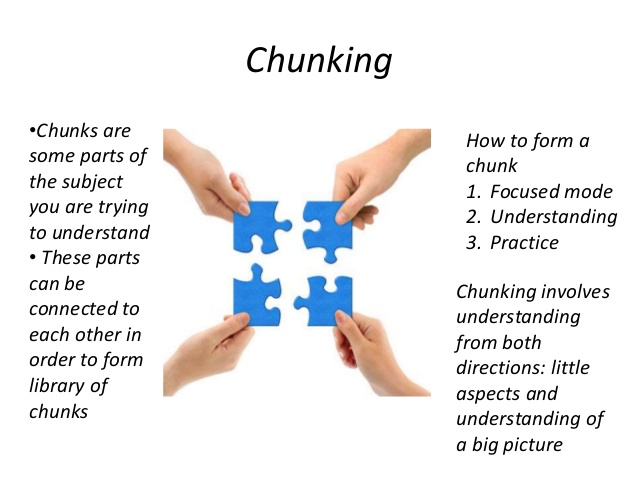 Chunking
•Chunks are
some parts of
the subject
you are trying
to understand
• These parts
can be
connected to
each other in
order to form
library of
chunks
How to form a
chunk
1. Focused mode
2. Understanding
3. Practice
Chunking involves
understanding
from both
directions: little
aspects and
understanding of
a big picture